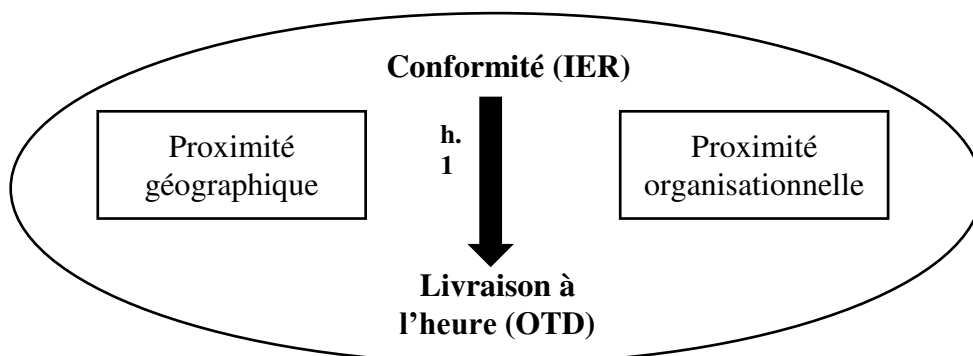 Conformité (IER)
Proximité
géographique
h.
1
Proximité
organisationnelle
Livraison à
l’heure (OTD)